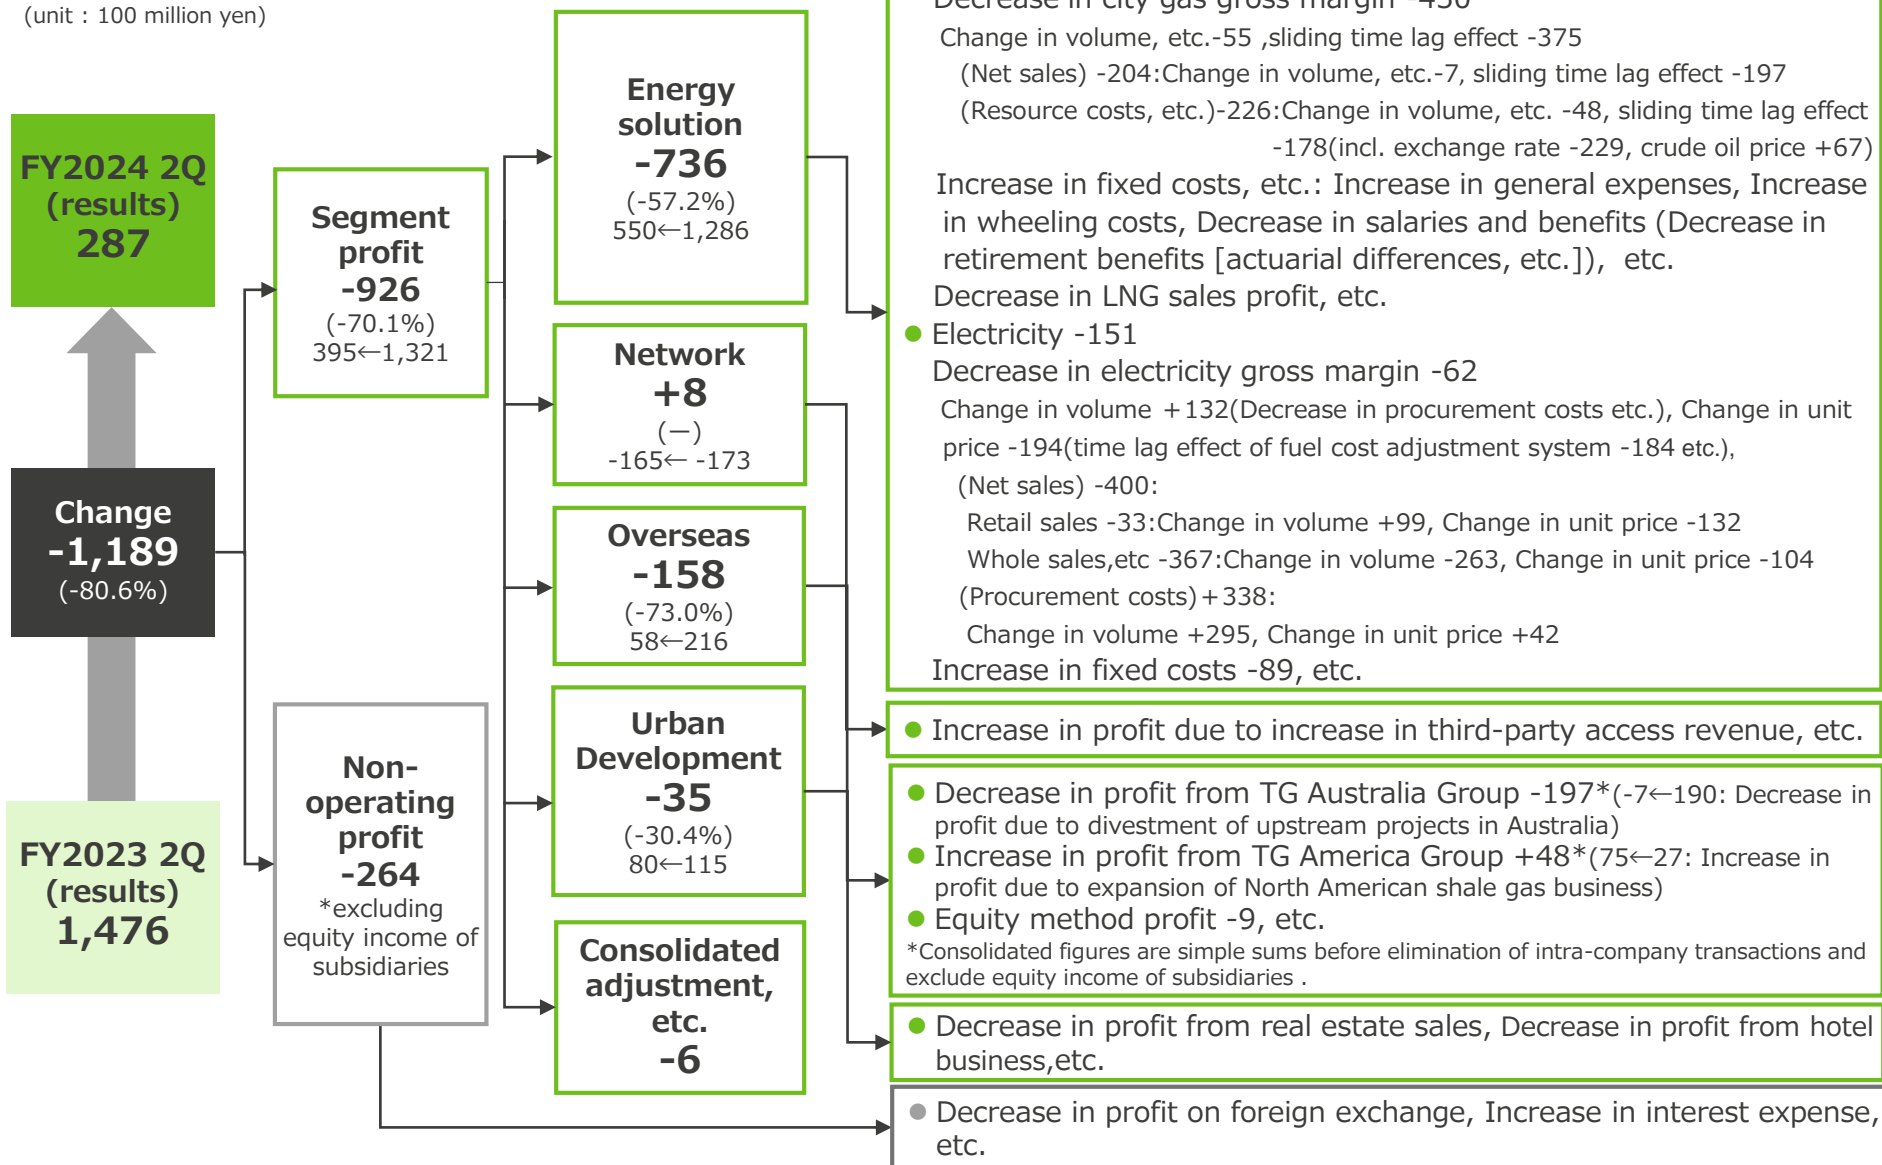 (unit : 100 million yen)
FY2024 2Q
(results)
287
Change
-1,189
(-80.6%)
FY2023 2Q
(results)
1,476
Segment
profit
-926
(-70.1%)
395←1,321
Non-
operating
profit
-264
*excluding
equity income of
subsidiaries
Energy
solution
-736
(-57.2%)
550←1,286
Network
+8
(—)
-165← -173
Overseas
-158
(-73.0%)
58←216
Urban
Development
-35
(-30.4%)
80←115
Consolidated
adjustment,
etc.
-6
Decrease in city gas gross margin -430
Change in volume, etc.-55 ,sliding time lag effect -375
(Net sales) -204:Change in volume, etc.-7, sliding time lag effect -197
(Resource costs, etc.)-226:Change in volume, etc. -48, sliding time lag effect
-178(incl. exchange rate -229, crude oil price +67)
Increase in fixed costs, etc.: Increase in general expenses, Increase
in wheeling costs, Decrease in salaries and benefits (Decrease in
retirement benefits [actuarial differences, etc.]), etc.
Decrease in LNG sales profit, etc.
● Electricity -151
Decrease in electricity gross margin -62
Change in volume +132(Decrease in procurement costs etc.), Change in unit
price -194(time lag effect of fuel cost adjustment system -184 etc.),
(Net sales) -400:
Retail sales -33:Change in volume +99, Change in unit price -132
Whole sales,etc -367:Change in volume -263, Change in unit price -104
(Procurement costs)+338:
Change in volume +295, Change in unit price +42
Increase in fixed costs -89, etc.
● Increase in profit due to increase in third-party access revenue, etc.
● Decrease in profit from TG Australia Group -197*(-7←190: Decrease in
profit due to divestment of upstream projects in Australia)
● Increase in profit from TG America Group +48*(75←27: Increase in
profit due to expansion of North American shale gas business)
● Equity method profit -9, etc.
*Consolidated figures are simple sums before elimination of intra-company transactions and
exclude equity income of subsidiaries .
● Decrease in profit from real estate sales, Decrease in profit from hotel
business,etc.
● Decrease in profit on foreign exchange, Increase in interest expense,
etc.